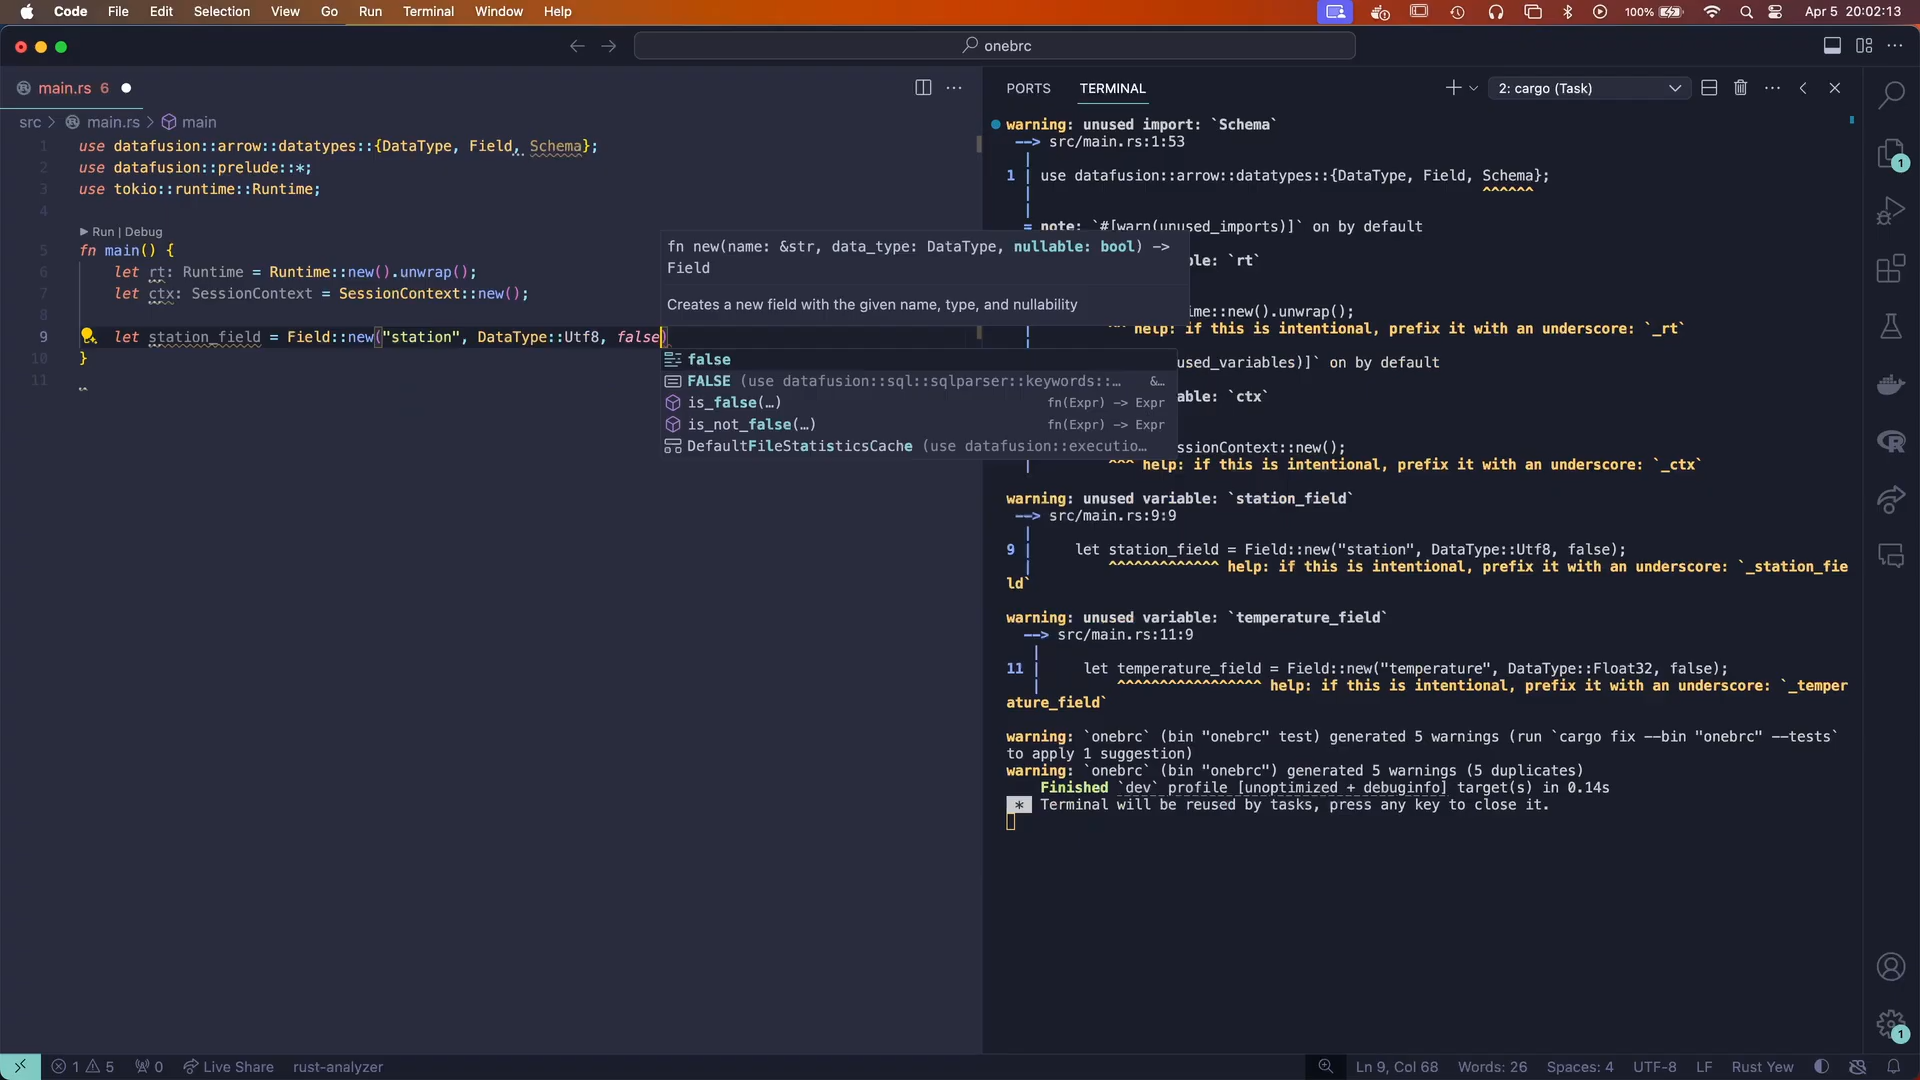 Code File Edit Selection View Go Run Terminal Window Help 100% Apr 5 20:02:13
onebrc
main.rs 6
src > main.rs > main
1 use datafusion::arrow::datatypes::{DataType, Field, Schema};
2 use datafusion::prelude::*;
3 use tokio::runtime::Runtime;
4
Run | Debug
5 fn main() {
6 let rt: Runtime = Runtime::new().unwrap();
7 let ctx: SessionContext = SessionContext::new();
8
9 let station_field = Field::new("station", DataType::Utf8, false)
10 }
11
fn new(name: &str, data_type: DataType, nullable: bool) ->
Field
Creates a new field with the given name, type, and nullability
false
FALSE (use datafusion::sql::sqlparser::keywords::… &…
is_false(…) fn(Expr) -> Expr
is_not_false(…) fn(Expr) -> Expr
DefaultFileStatisticsCache (use datafusion::executio…
PORTS TERMINAL 2: cargo (Task)
warning: unused import: `Schema`
--> src/main.rs:1:53
|
1 | use datafusion::arrow::datatypes::{DataType, Field, Schema};
| ^^^^^^
|
= note: `#[warn(unused_imports)]` on by default
ble: `rt`
ime::new().unwrap();
^^ help: if this is intentional, prefix it with an underscore: `_rt`
used_variables)]` on by default
ble: `ctx`
ssionContext::new();
| ^^^ help: if this is intentional, prefix it with an underscore: `_ctx`
warning: unused variable: `station_field`
--> src/main.rs:9:9
|
9 | let station_field = Field::new("station", DataType::Utf8, false);
| ^^^^^^^^^^^^^ help: if this is intentional, prefix it with an underscore: `_station_fie
ld`
warning: unused variable: `temperature_field`
--> src/main.rs:11:9
|
11 | let temperature_field = Field::new("temperature", DataType::Float32, false);
| ^^^^^^^^^^^^^^^^^ help: if this is intentional, prefix it with an underscore: `_temper
ature_field`
warning: `onebrc` (bin "onebrc" test) generated 5 warnings (run `cargo fix --bin "onebrc" --tests`
to apply 1 suggestion)
warning: `onebrc` (bin "onebrc") generated 5 warnings (5 duplicates)
Finished `dev` profile [unoptimized + debuginfo] target(s) in 0.14s
* Terminal will be reused by tasks, press any key to close it.
1
1
1 5 0 Live Share rust-analyzer Ln 9, Col 68 Words: 26 Spaces: 4 UTF-8 LF Rust Yew